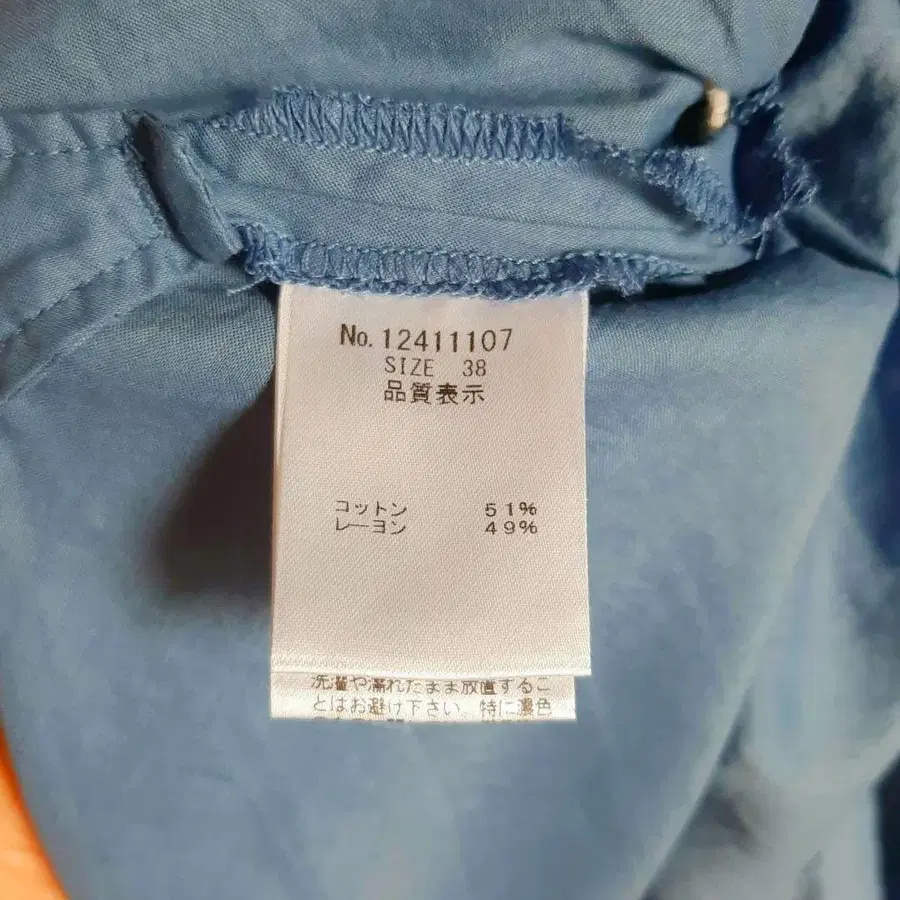 No. 12411107
SIZE 38
品質表示
コットン 51%
レーヨン 49%
洗濯や濡れたまま放置するこ
とはお避け下さい。特に濃色